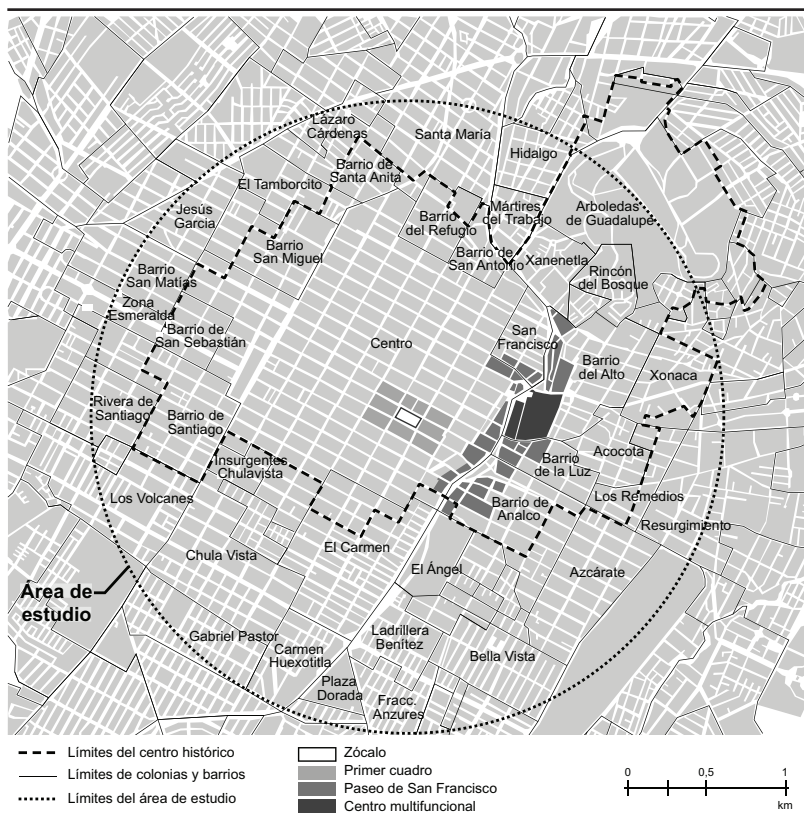 Lázaro
Cárdenas
Santa María
Hidalgo
Barrio de
Santa Anita
El Tamborcito
Jesús
García
Barrio
del Refugio
Mártires
del Trabajo
Arboledas
de Guadalupe
Barrio
San Miguel
Barrio de
San Antonio
Xanenetla
Rincón
del Bosque
Barrio
San Matías
Zona
Esmeralda
Barrio de
San Sebastián
Centro
San
Francisco
Barrio
del Alto
Xonaca
Rivera de
Santiago
Barrio de
Santiago
Insurgentes
Chulavista
Barrio
de la Luz
Acocota
Los Volcanes
Los Remedios
Barrio de
Analco
Resurgimiento
Chula Vista
El Carmen
El Ángel
Azcárate
Área de
estudio
Gabriel Pastor
Carmen
Huexotitla
Ladrillera
Benítez
Bella Vista
Plaza
Dorada
Fracc.
Anzures
Límites del centro histórico
Límites de colonias y barrios
Límites del área de estudio
Zócalo
Primer cuadro
Paseo de San Francisco
Centro multifuncional
0 0,5 1
km